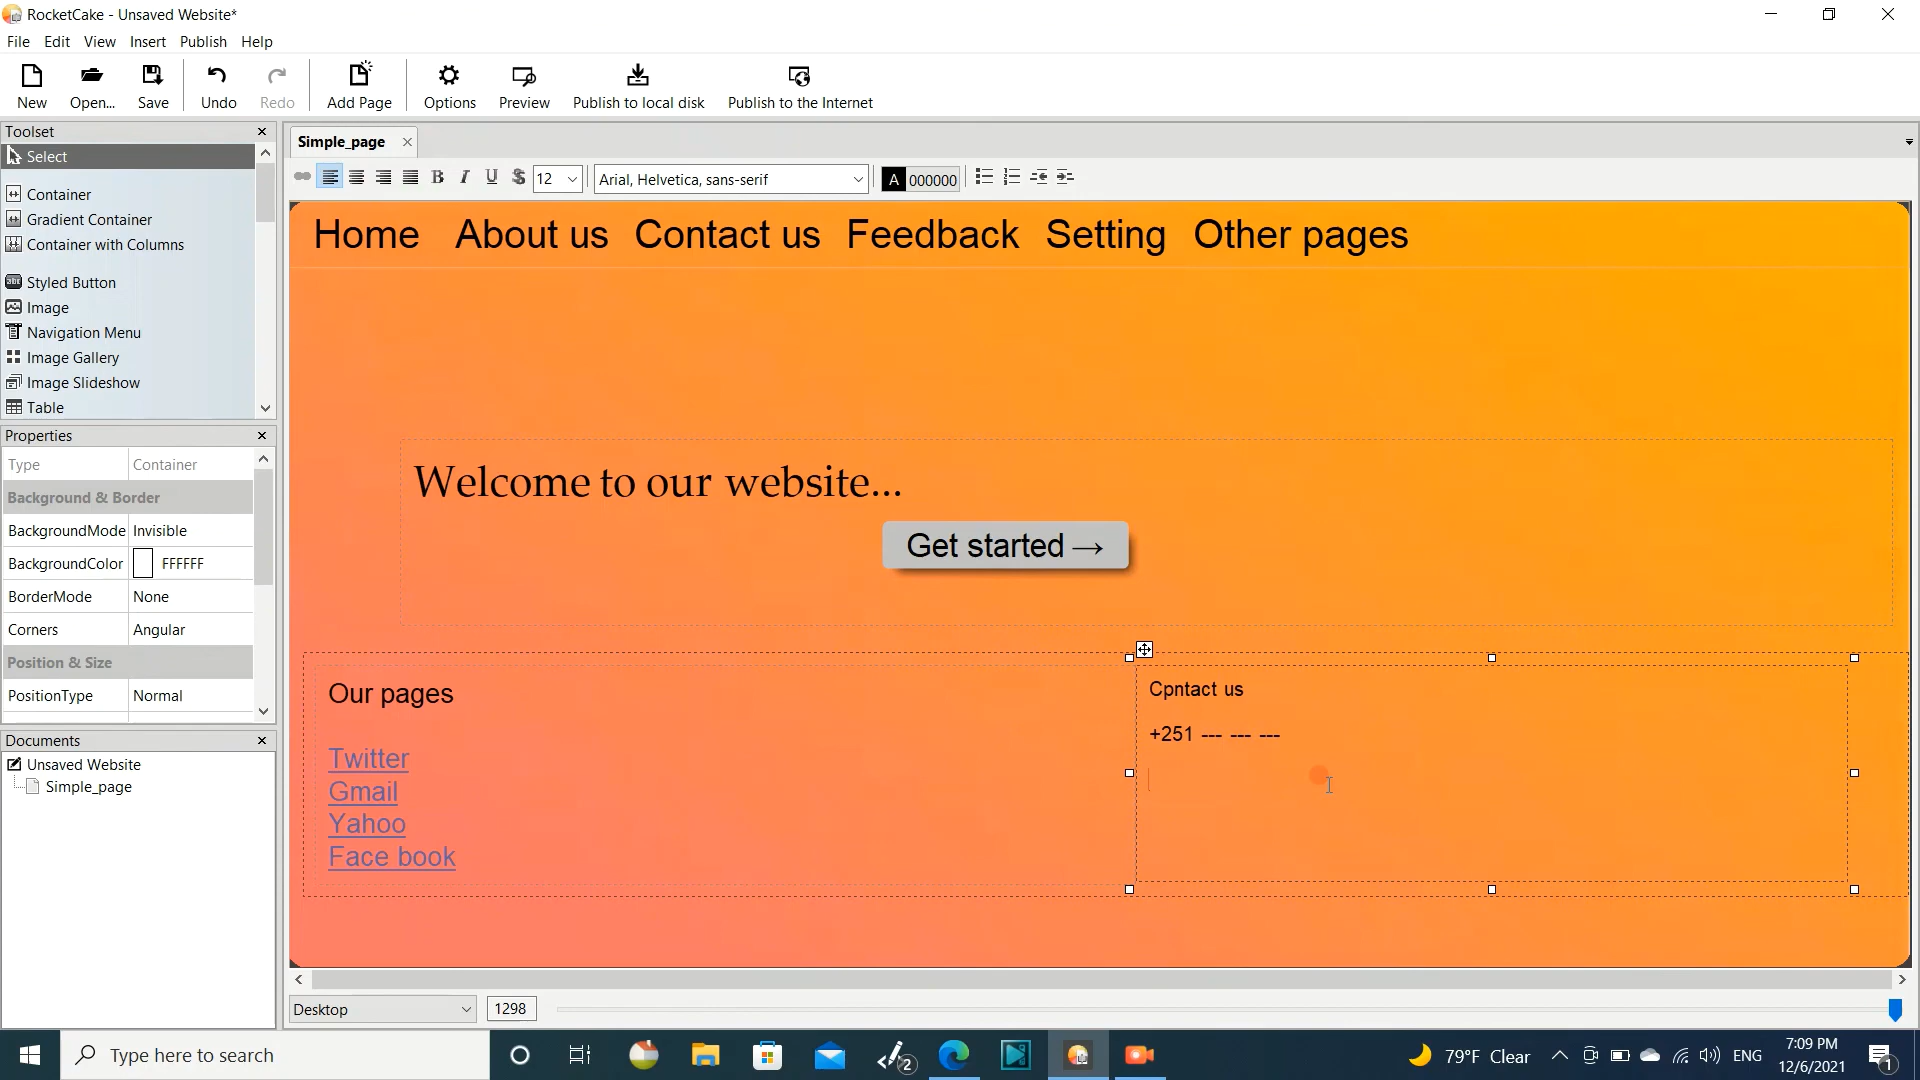 RocketCake - Unsaved Website*
File Edit View Insert Publish Help
New Open... Save Undo Redo Add Page Options Preview Publish to local disk Publish to the Internet
Toolset
Select
Container
Gradient Container
Container with Columns
Styled Button
Image
Navigation Menu
Image Gallery
Image Slideshow
Table
Properties
Type Container
Background & Border
BackgroundMode Invisible
BackgroundColor FFFFFF
BorderMode None
Corners Angular
Position & Size
PositionType Normal
Documents
Unsaved Website
Simple_page
Simple_page
B I U S 12 Arial, Helvetica, sans-serif A 000000
Home About us Contact us Feedback Setting Other pages
Welcome to our website...
Get started →
Our pages
Twitter
Gmail
Yahoo
Face book
Cpntact us
+251 --- --- ---
Desktop 1298
Type here to search
2
79°F Clear
ENG
7:09 PM
12/6/2021
1